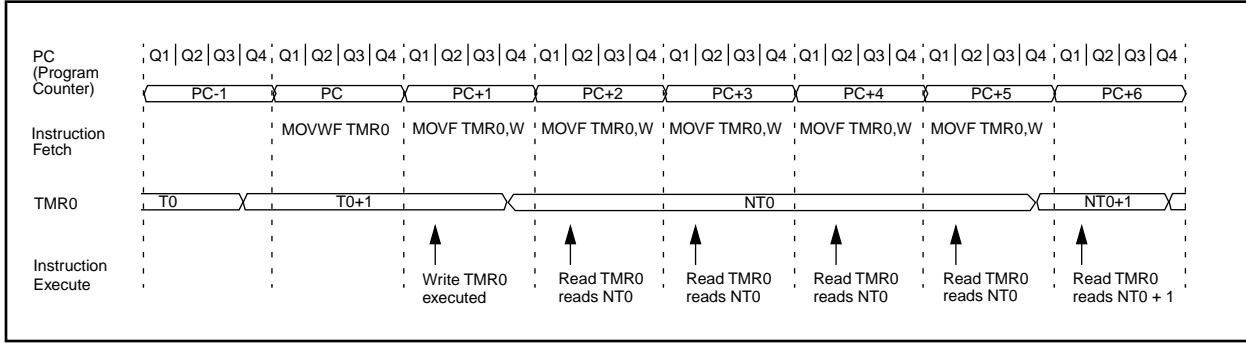 PC
(Program
Counter)
Q1 Q2 Q3 Q4 Q1 Q2 Q3 Q4 Q1 Q2 Q3 Q4 Q1 Q2 Q3 Q4 Q1 Q2 Q3 Q4 Q1 Q2 Q3 Q4 Q1 Q2 Q3 Q4 Q1 Q2 Q3 Q4
PC-1 PC PC+1 PC+2 PC+3 PC+4 PC+5 PC+6
Instruction
Fetch
MOVWF TMR0 MOVF TMR0,W MOVF TMR0,W MOVF TMR0,W MOVF TMR0,W MOVF TMR0,W
TMR0
T0 T0+1 NT0 NT0+1
Instruction
Execute
Write TMR0
executed
Read TMR0
reads NT0
Read TMR0
reads NT0
Read TMR0
reads NT0
Read TMR0
reads NT0
Read TMR0
reads NT0 + 1